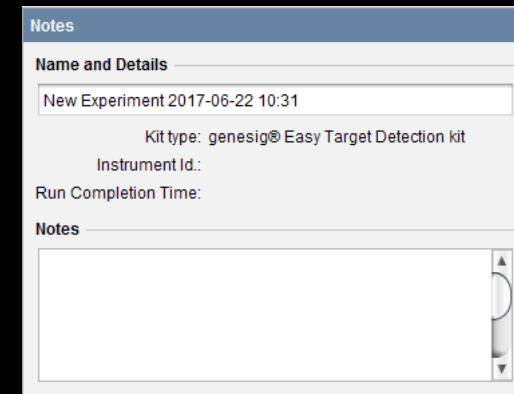 Notes
Name and Details
New Experiment 2017-06-22 10:31
Kit type: genesig® Easy Target Detection kit
Instrument Id.:
Run Completion Time:
Notes